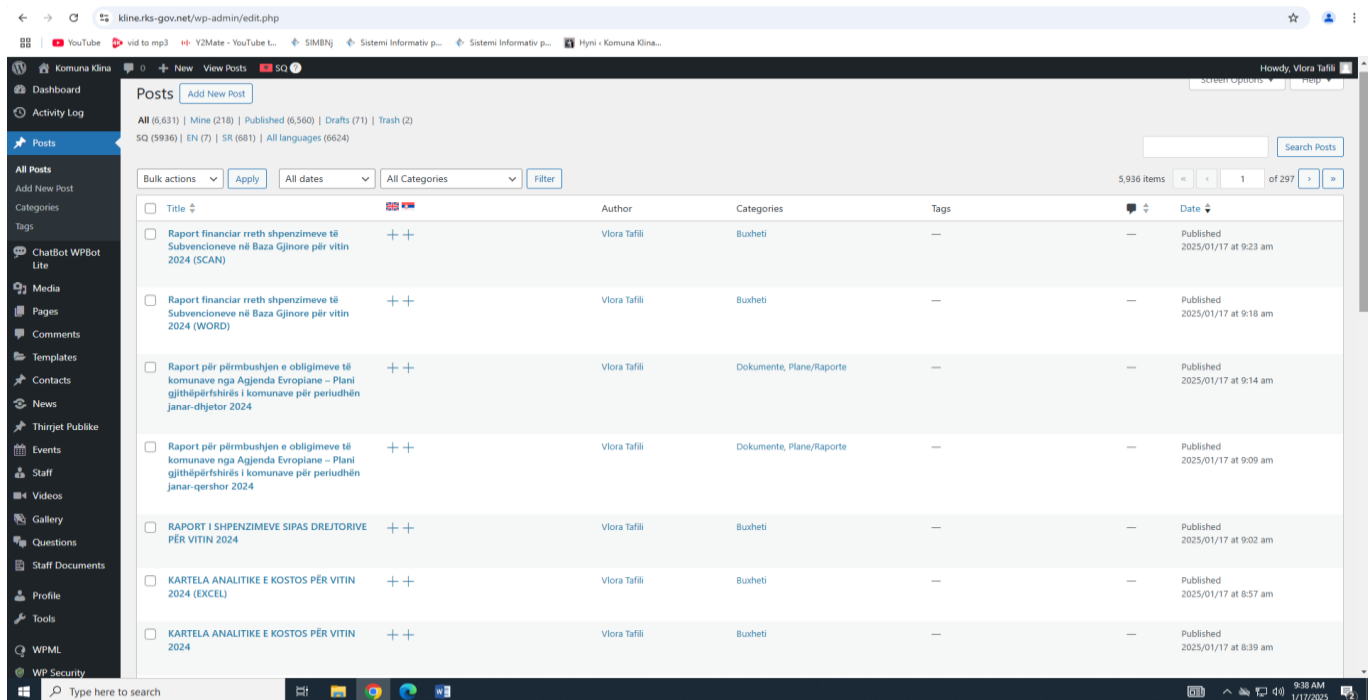 kline.rks-gov.net/wp-admin/edit.php
YouTube vid to mp3 Y2Mate - YouTube t... SIMBNj Sistemi Informativ p... Sistemi Informativ p... Hyni ‹ Komuna Klina...
Komuna Klina 0 + New View Posts SQ ? Howdy, Vlora Tafili
Dashboard
Activity Log
Posts
All Posts
Add New Post
Categories
Tags
ChatBot WPBot
Lite
Media
Pages
Comments
Templates
Contacts
News
Thirrjet Publike
Events
Staff
Videos
Gallery
Questions
Staff Documents
Profile
Tools
WPML
WP Security
Screen Options Help
Posts Add New Post
All (6,631) | Mine (218) | Published (6,560) | Drafts (71) | Trash (2)
SQ (5936) | EN (7) | SR (681) | All languages (6624)
Search Posts
Bulk actions Apply All dates All Categories Filter 5,936 items « ‹ 1 of 297 › »
Title Author Categories Tags Date
Raport financiar rreth shpenzimeve të
Subvencioneve në Baza Gjinore për vitin
2024 (SCAN)
Vlora Tafili Buxheti — — Published
2025/01/17 at 9:23 am
Raport financiar rreth shpenzimeve të
Subvencioneve në Baza Gjinore për vitin
2024 (WORD)
Vlora Tafili Buxheti — — Published
2025/01/17 at 9:18 am
Raport për përmbushjen e obligimeve të
komunave nga Agjenda Evropiane – Plani
gjithëpërfshirës i komunave për periudhën
janar-dhjetor 2024
Vlora Tafili Dokumente, Plane/Raporte — — Published
2025/01/17 at 9:14 am
Raport për përmbushjen e obligimeve të
komunave nga Agjenda Evropiane – Plani
gjithëpërfshirës i komunave për periudhën
janar-qershor 2024
Vlora Tafili Dokumente, Plane/Raporte — — Published
2025/01/17 at 9:09 am
RAPORT I SHPENZIMEVE SIPAS DREJTORIVE
PËR VITIN 2024
Vlora Tafili Buxheti — — Published
2025/01/17 at 9:02 am
KARTELA ANALITIKE E KOSTOS PËR VITIN
2024 (EXCEL)
Vlora Tafili Buxheti — — Published
2025/01/17 at 8:57 am
KARTELA ANALITIKE E KOSTOS PËR VITIN
2024
Vlora Tafili Buxheti — — Published
2025/01/17 at 8:39 am
Type here to search
9:38 AM
1/17/2025